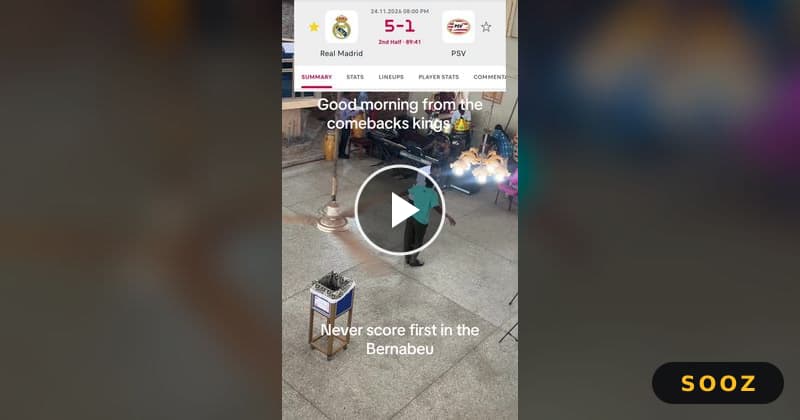 24.11.2026 08:00 PM
5-1
2nd Half - 89:41
Real Madrid
PSV
SUMMARY STATS LINEUPS PLAYER STATS COMMENTA
Good morning from the
comebacks kings
Never score first in the
Bernabeu
SOOZ